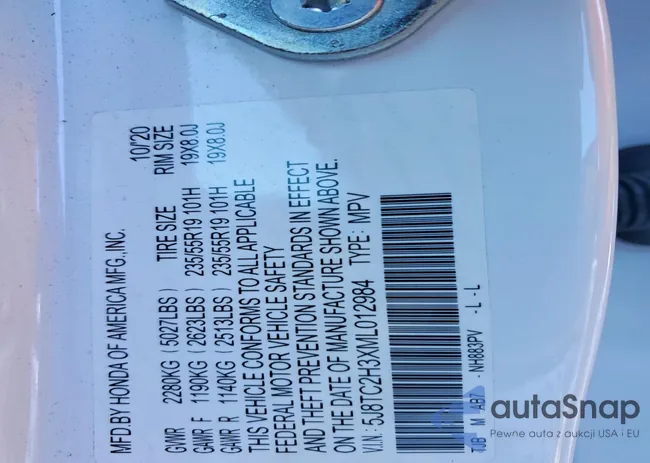 MFD.BY HONDA OF AMERICA MFG.,INC. 10/'20
TIRE SIZE RIM SIZE
GVWR 2280KG (5027LBS)
GAWR F 1190KG (2623LBS) 235/55R19 101H 19X8.0J
GAWR R 1140KG (2513LBS) 235/55R19 101H 19X8.0J
THIS VEHICLE CONFORMS TO ALL APPLICABLE
FEDERAL MOTOR VEHICLE SAFETY
AND THEFT PREVENTION STANDARDS IN EFFECT
ON THE DATE OF MANUFACTURE SHOWN ABOVE.
V.I.N.: 5J8TC2H3XML012984 TYPE: MPV
NH883PV - L - L
autaSnap
Pewne auta z aukcji USA i EU